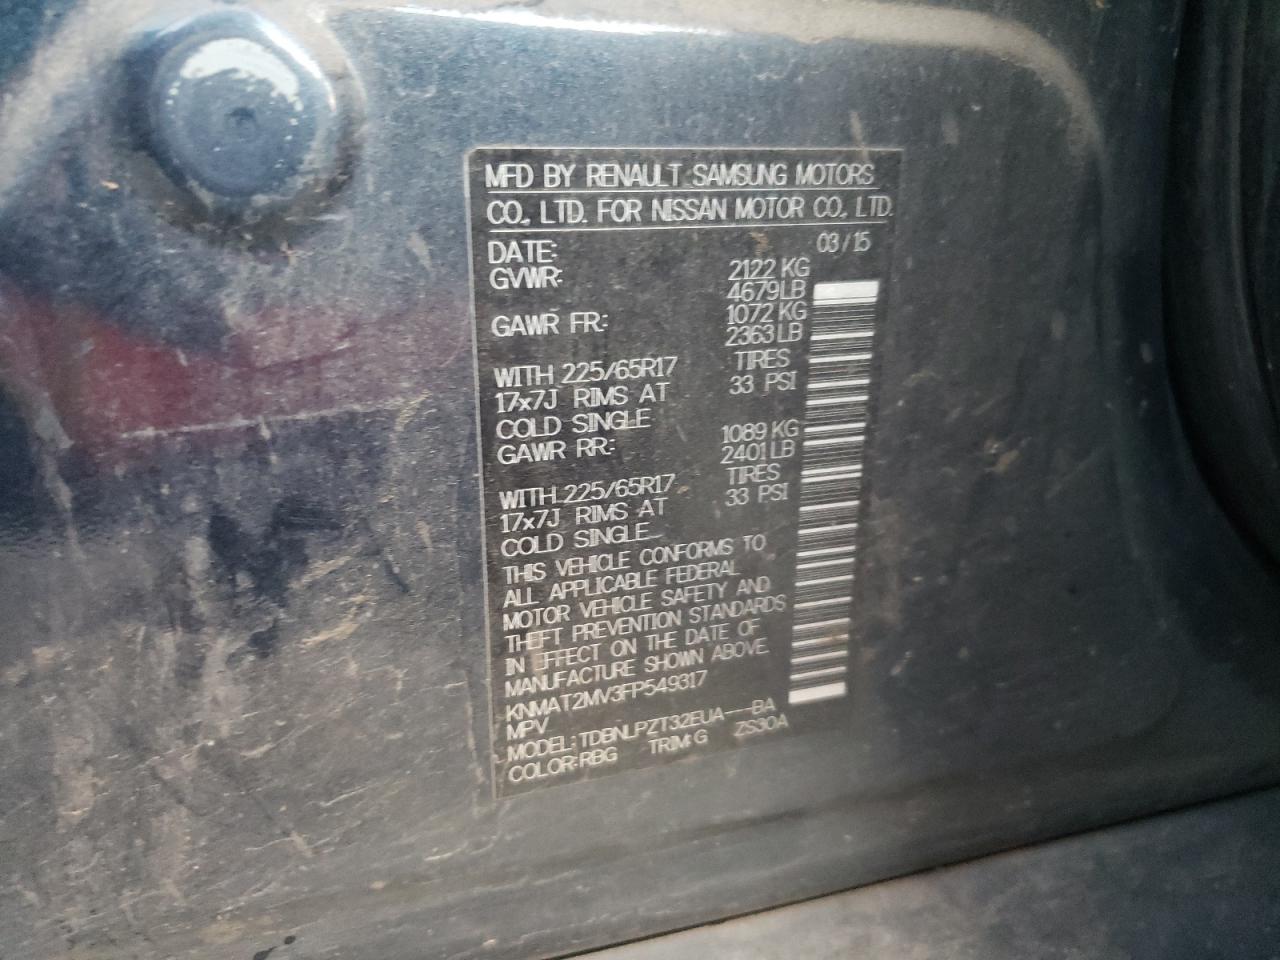 MFD BY RENAULT SAMSUNG MOTORS
CO., LTD. FOR NISSAN MOTOR CO., LTD.
DATE: 03/15
GVWR: 2122 KG
4679LB
GAWR FR: 1072 KG
2363LB
WITH 225/65R17 TIRES
17x7J RIMS AT 33 PSI
COLD SINGLE
GAWR RR: 1089 KG
2401LB
WITH 225/65R17 TIRES
17x7J RIMS AT 33 PSI
COLD SINGLE
THIS VEHICLE CONFORMS TO
ALL APPLICABLE FEDERAL
MOTOR VEHICLE SAFETY AND
THEFT PREVENTION STANDARDS
IN EFFECT ON THE DATE OF
MANUFACTURE SHOWN ABOVE.
KNMAT2MV3FP549317
MPV
MODEL: TDBNLPZT32EUA---BA
COLOR:RBG TRIM:G ZS30A